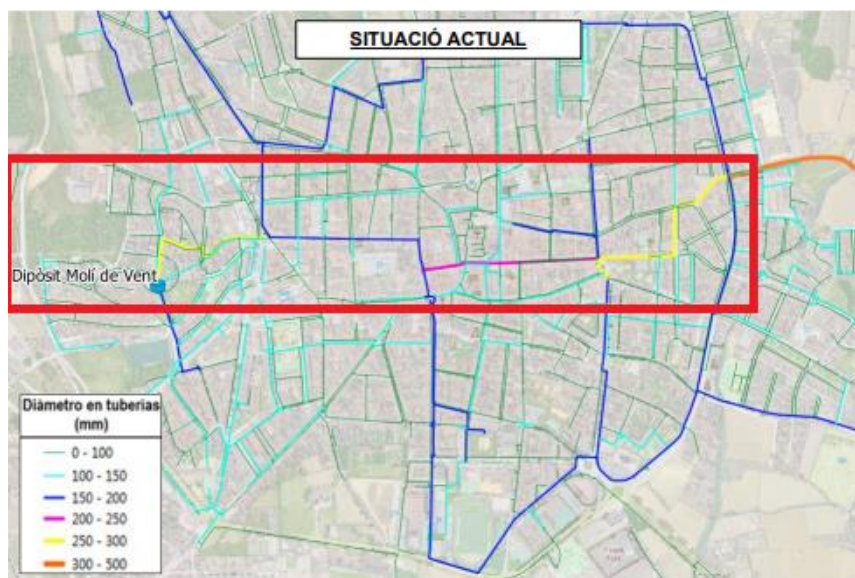 SITUACIÓ ACTUAL
Dipòsit Molí de Vent
Diàmetro en tuberias
(mm)
0 - 100
100 - 150
150 - 200
200 - 250
250 - 300
300 - 500